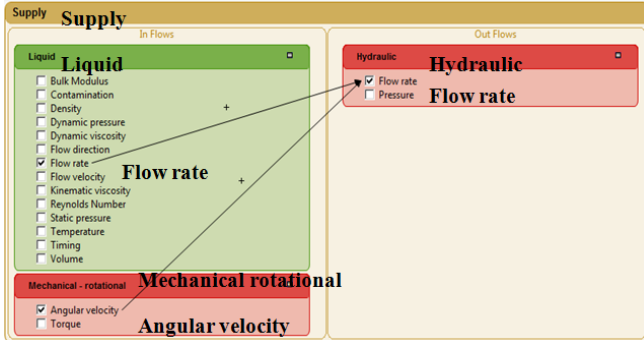 Supply
Supply
In Flows
Out Flows
Liquid
Liquid
Bulk Modulus
Contamination
Density
Dynamic pressure
Dynamic viscosity
Flow direction
Flow rate
Flow rate
Flow velocity
Kinematic viscosity
Reynolds Number
Static pressure
Temperature
Timing
Volume
Mechanical - rotational
Mechanical rotational
Angular velocity
Torque
Angular velocity
Hydraulic
Hydraulic
Flow rate
Pressure
Flow rate